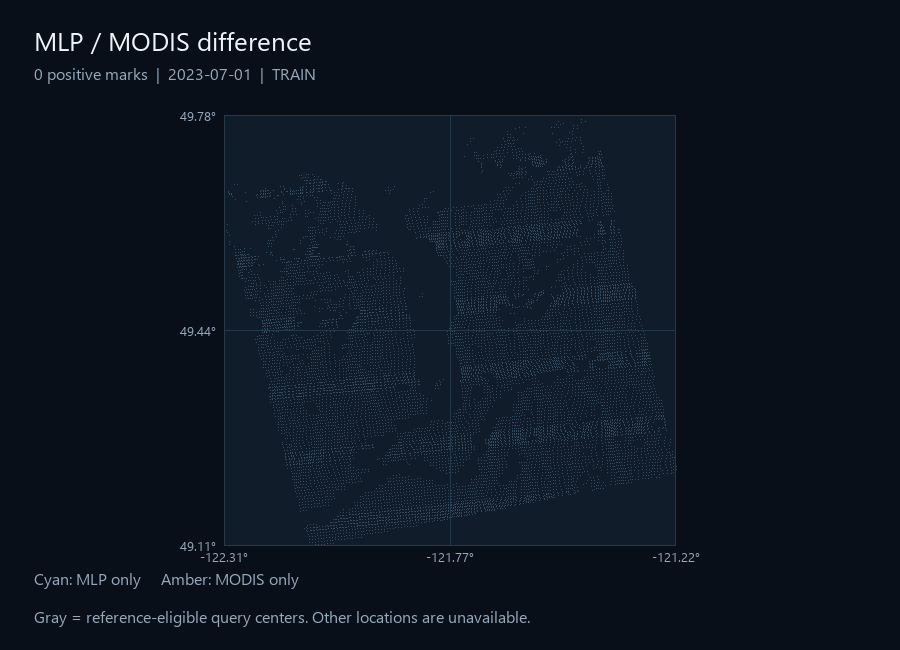 MLP / MODIS difference
0 positive marks | 2023-07-01 | TRAIN
49.78°
49.44°
49.11°
-122.31° -121.77° -121.22°
Cyan: MLP only Amber: MODIS only
Gray = reference-eligible query centers. Other locations are unavailable.